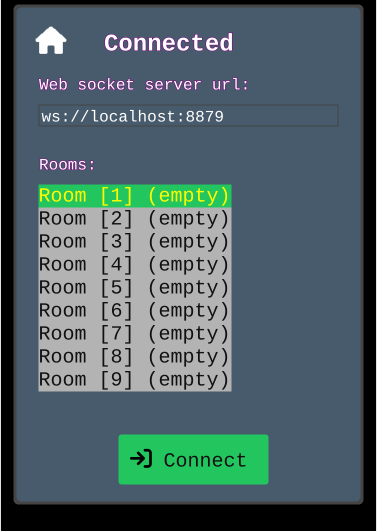 Connected
Web socket server url:
ws://localhost:8879
Rooms:
Room [1] (empty)
Room [2] (empty)
Room [3] (empty)
Room [4] (empty)
Room [5] (empty)
Room [6] (empty)
Room [7] (empty)
Room [8] (empty)
Room [9] (empty)
Connect